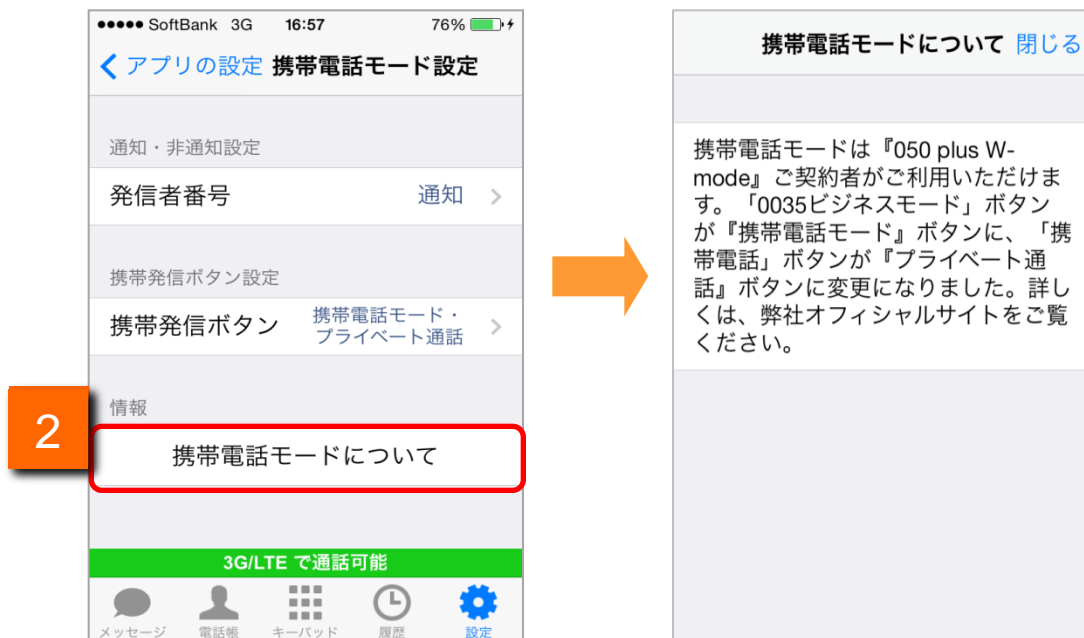 SoftBank 3G 16:57 76%
アプリの設定 携帯電話モード設定
通知・非通知設定
発信者番号 通知
携帯発信ボタン設定
携帯発信ボタン 携帯電話モード・
プライベート通話
情報
2
携帯電話モードについて
3G/LTE で通話可能
メッセージ 電話帳 キーパッド 履歴 設定
携帯電話モードについて 閉じる
携帯電話モードは『050 plus W-
mode』ご契約者がご利用いただけま
す。「0035ビジネスモード」ボタン
が『携帯電話モード』ボタンに、「携
帯電話」ボタンが『プライベート通
話』ボタンに変更になりました。詳し
くは、弊社オフィシャルサイトをご覧
ください。